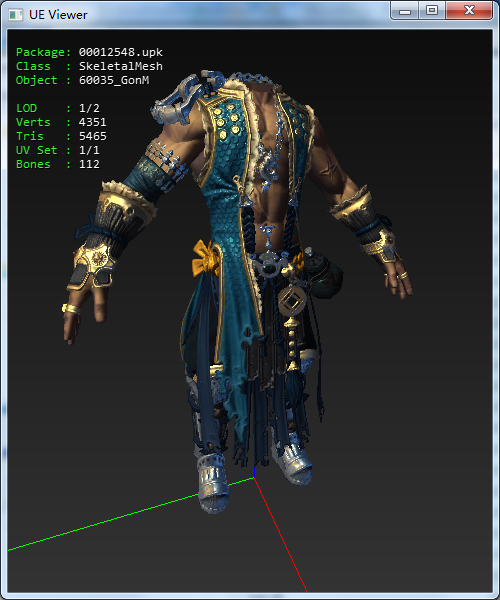 UE Viewer
Package: 00012548.upk
Class : SkeletalMesh
Object : 60035_GonM
LOD : 1/2
Verts : 4351
Tris : 5465
UV Set : 1/1
Bones : 112